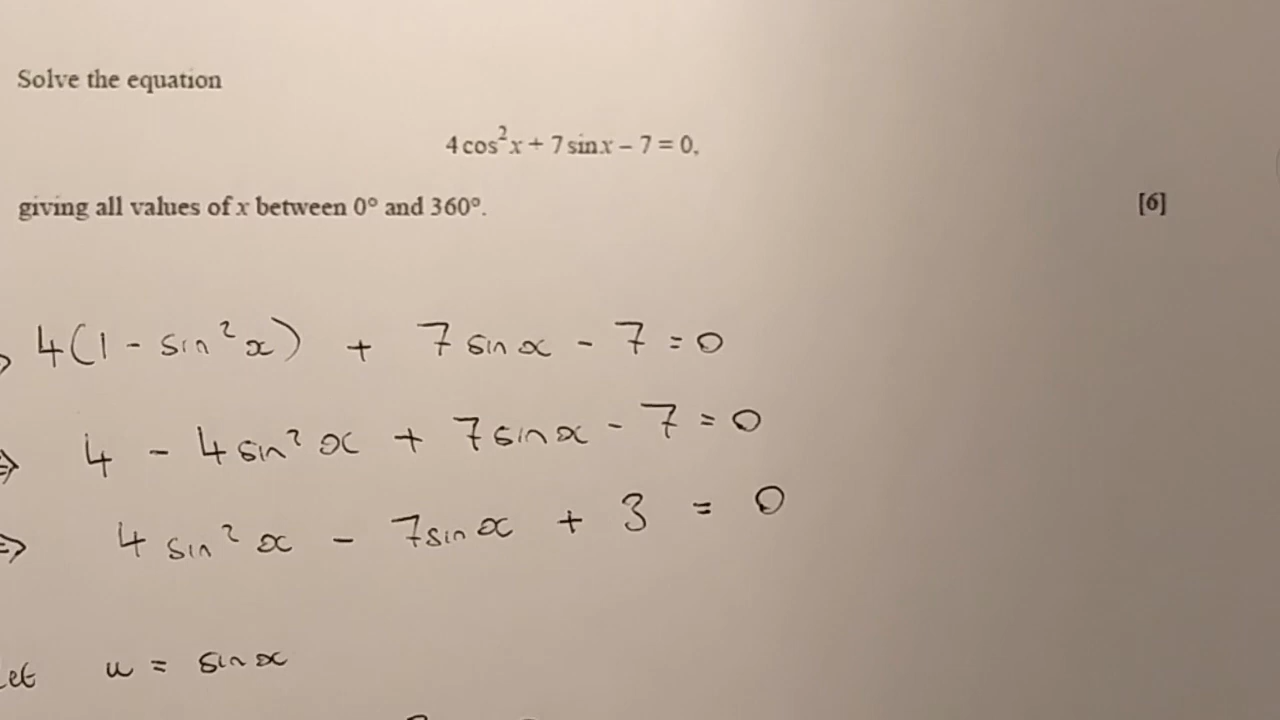 Solve the equation
4 cos²x + 7 sin x – 7 = 0,
giving all values of x between 0° and 360°.
[6]
4(1 - sin²x) + 7 sin x - 7 = 0
⇒ 4 - 4 sin²x + 7 sin x - 7 = 0
⇒ 4 sin²x - 7 sin x + 3 = 0
u = sin x